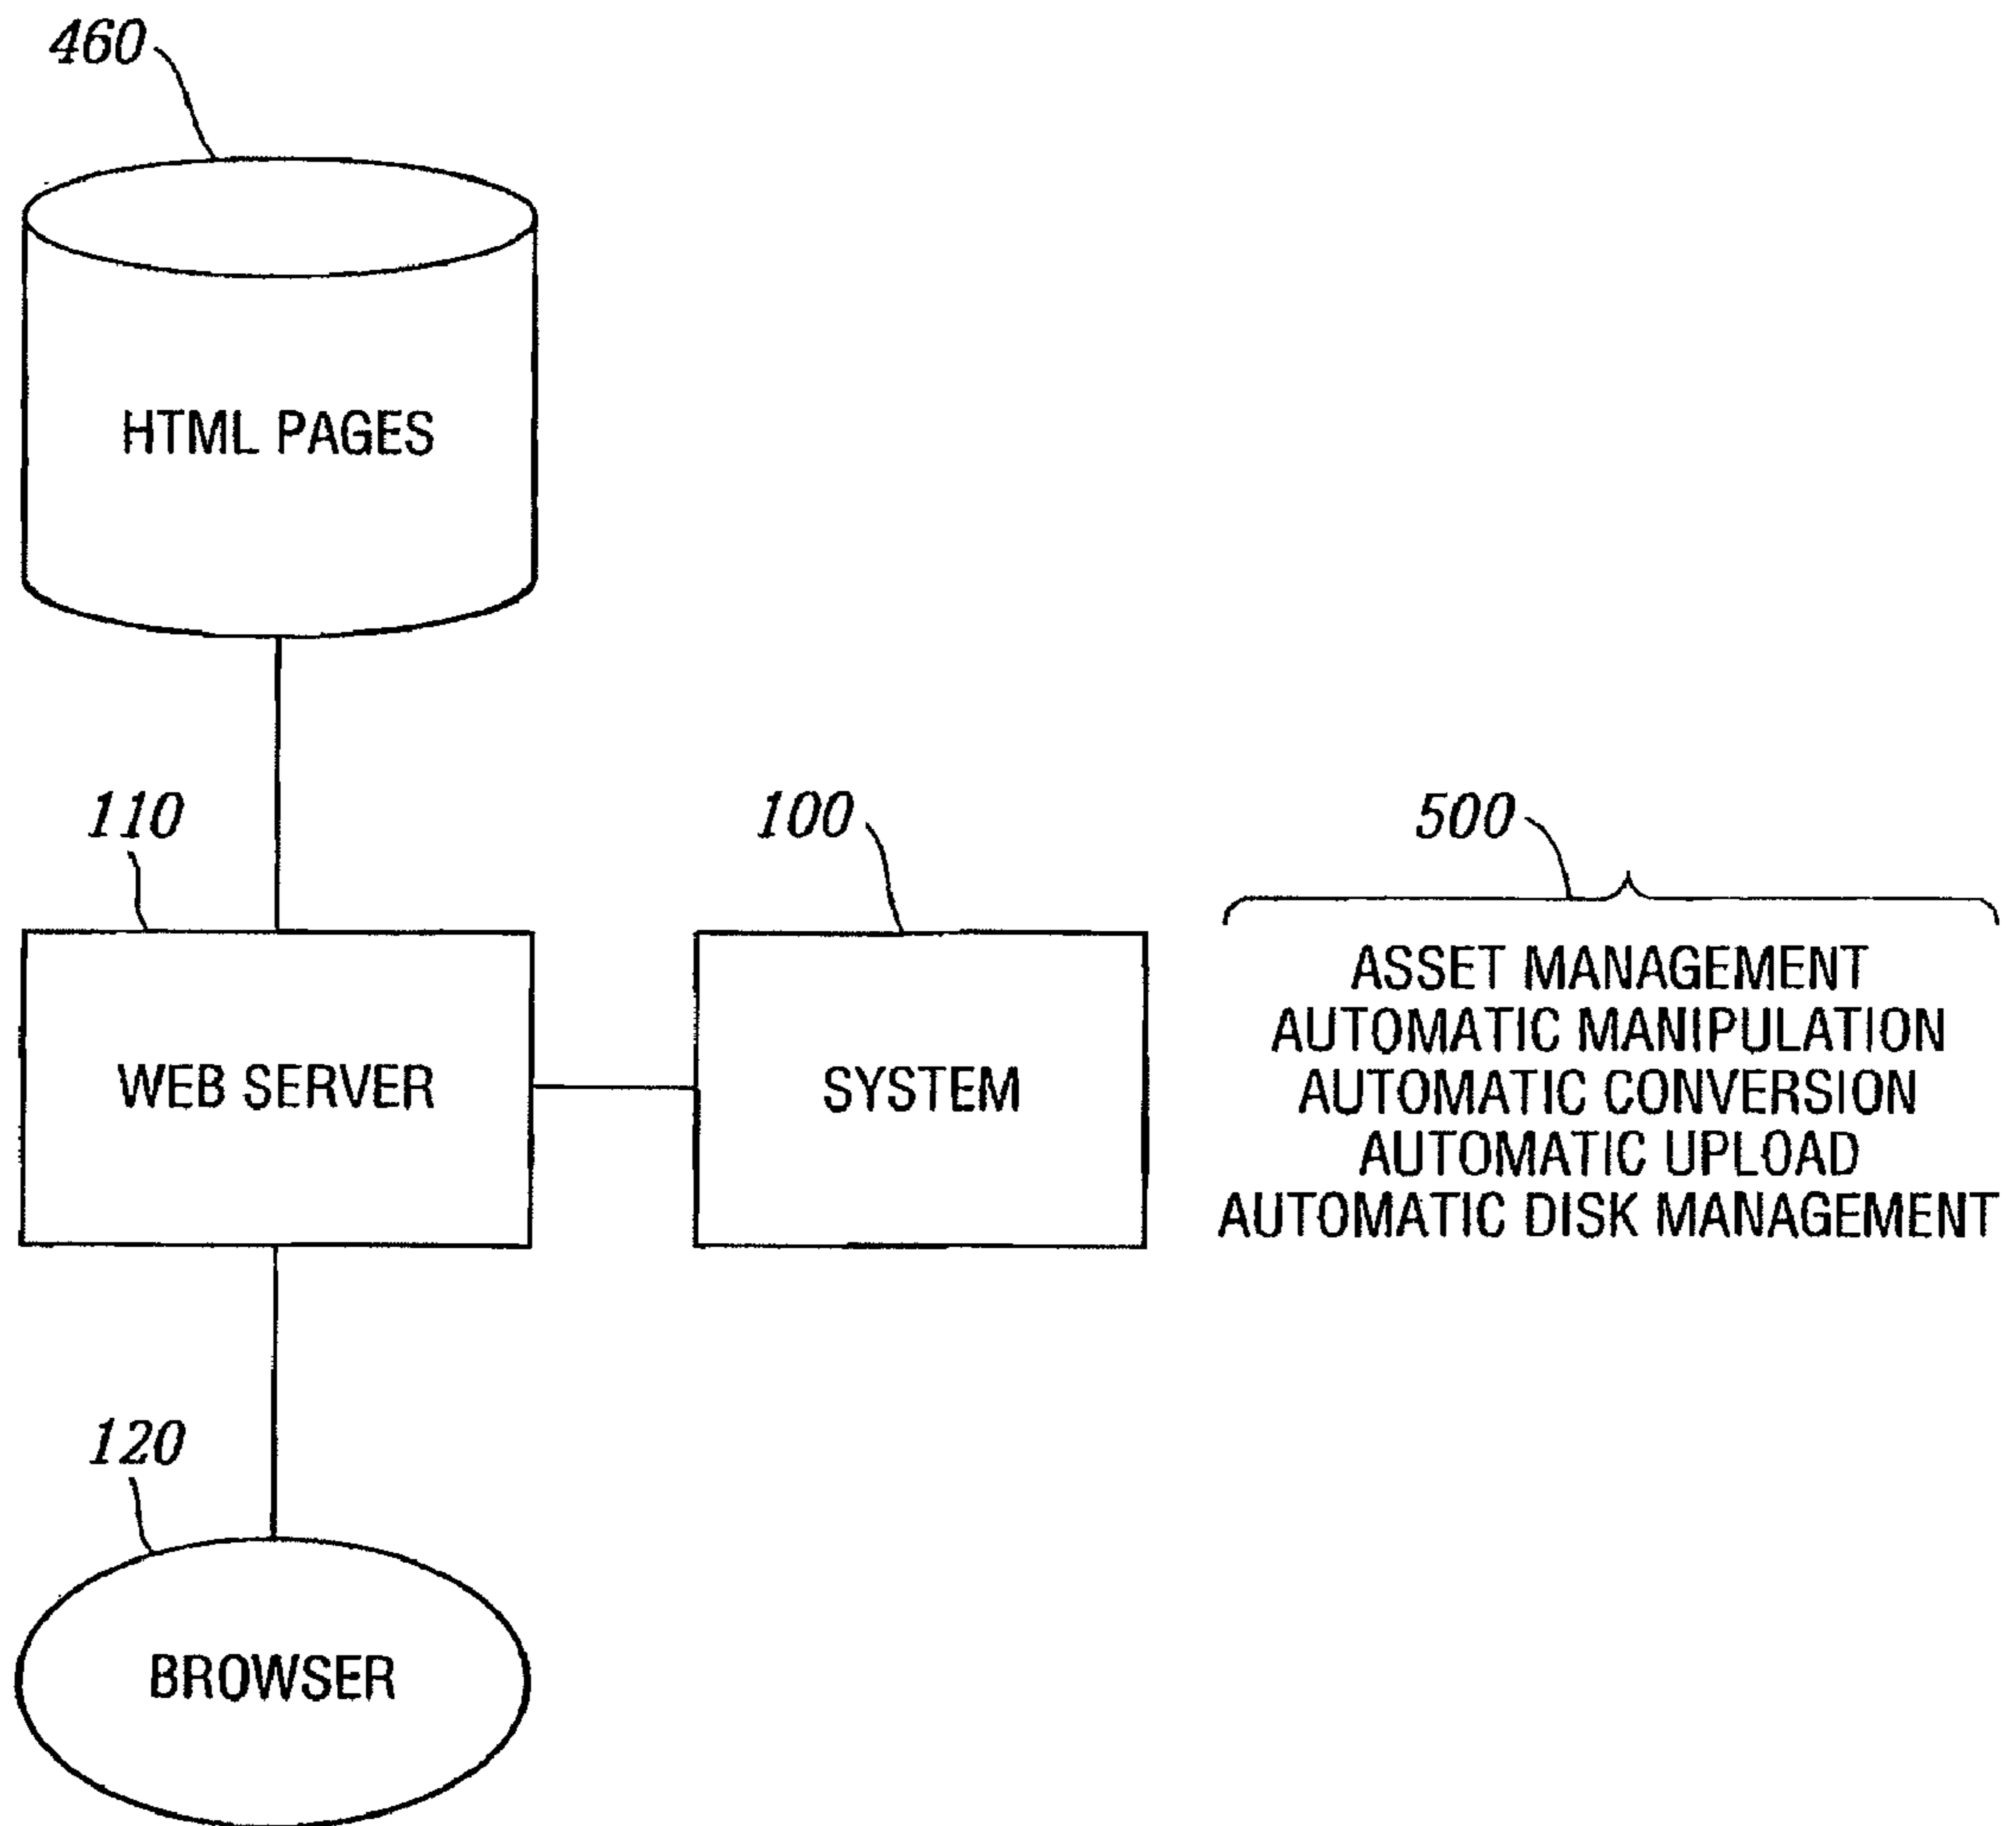 460
HTML PAGES
110
100
500
WEB SERVER
SYSTEM
ASSET MANAGEMENT
AUTOMATIC MANIPULATION
AUTOMATIC CONVERSION
AUTOMATIC UPLOAD
AUTOMATIC DISK MANAGEMENT
120
BROWSER